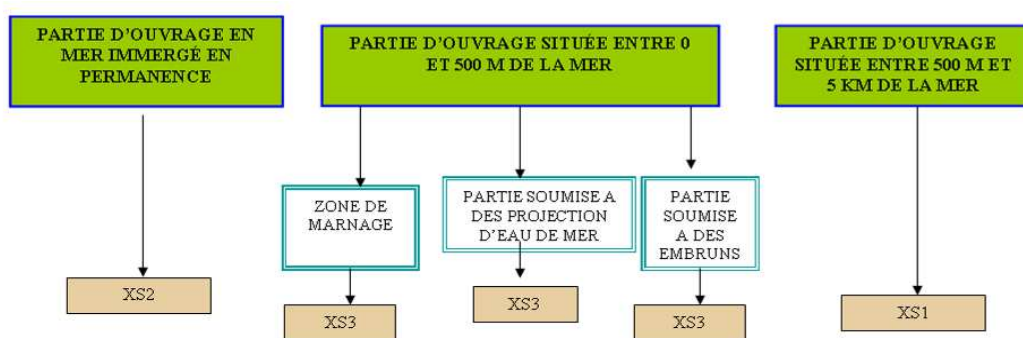 PARTIE D'OUVRAGE EN
MER IMMERGÉ EN
PERMANENCE
PARTIE D'OUVRAGE SITUÉE ENTRE 0
ET 500 M DE LA MER
PARTIE D'OUVRAGE
SITUÉE ENTRE 500 M ET
5 KM DE LA MER
ZONE DE
MARNAGE
PARTIE SOUMISE A
DES PROJECTION
D'EAU DE MER
PARTIE
SOUMISE
A DES
EMBRUNS
XS2
XS3
XS3
XS3
XS1